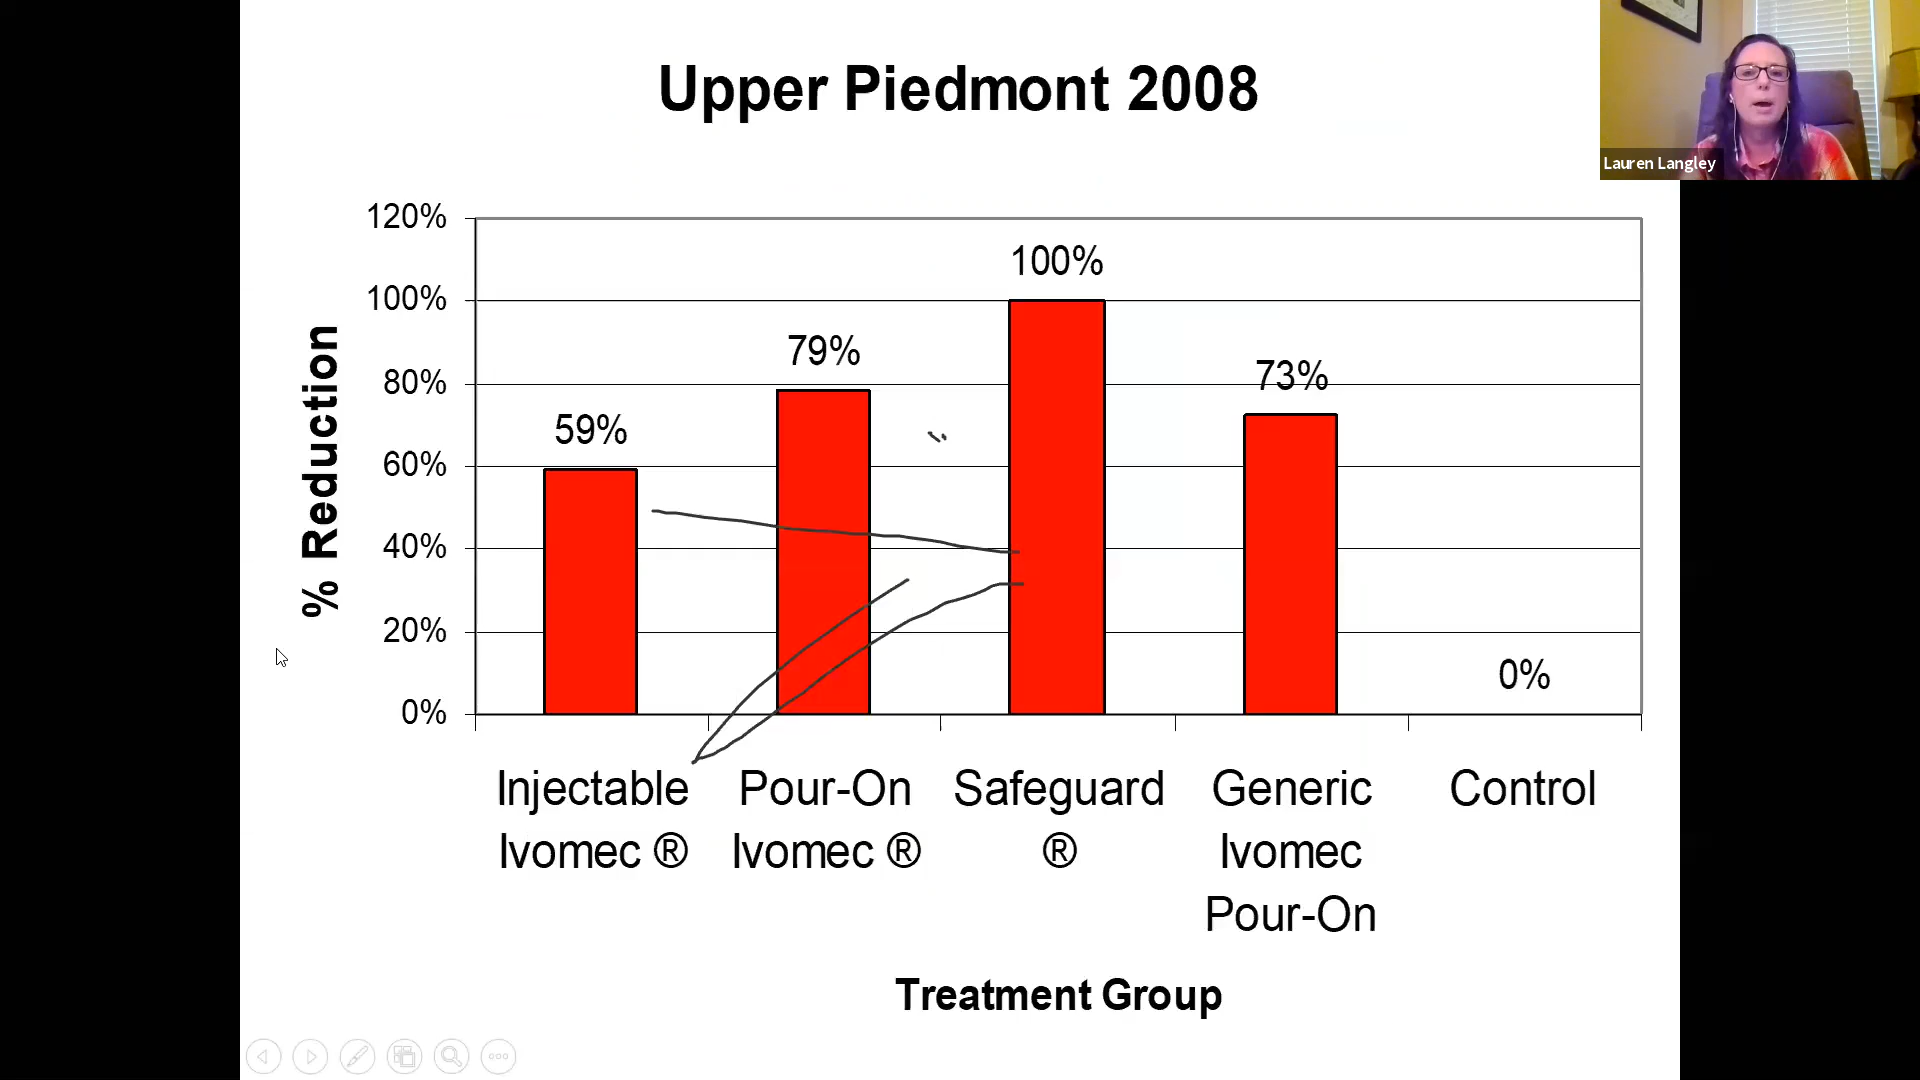 Upper Piedmont 2008
Lauren Langley
120%
100%
80%
60%
40%
20%
0%
% Reduction
59%
79%
100%
73%
0%
Injectable
Ivomec ®
Pour-On
Ivomec ®
Safeguard
®
Generic
Ivomec
Pour-On
Control
Treatment Group